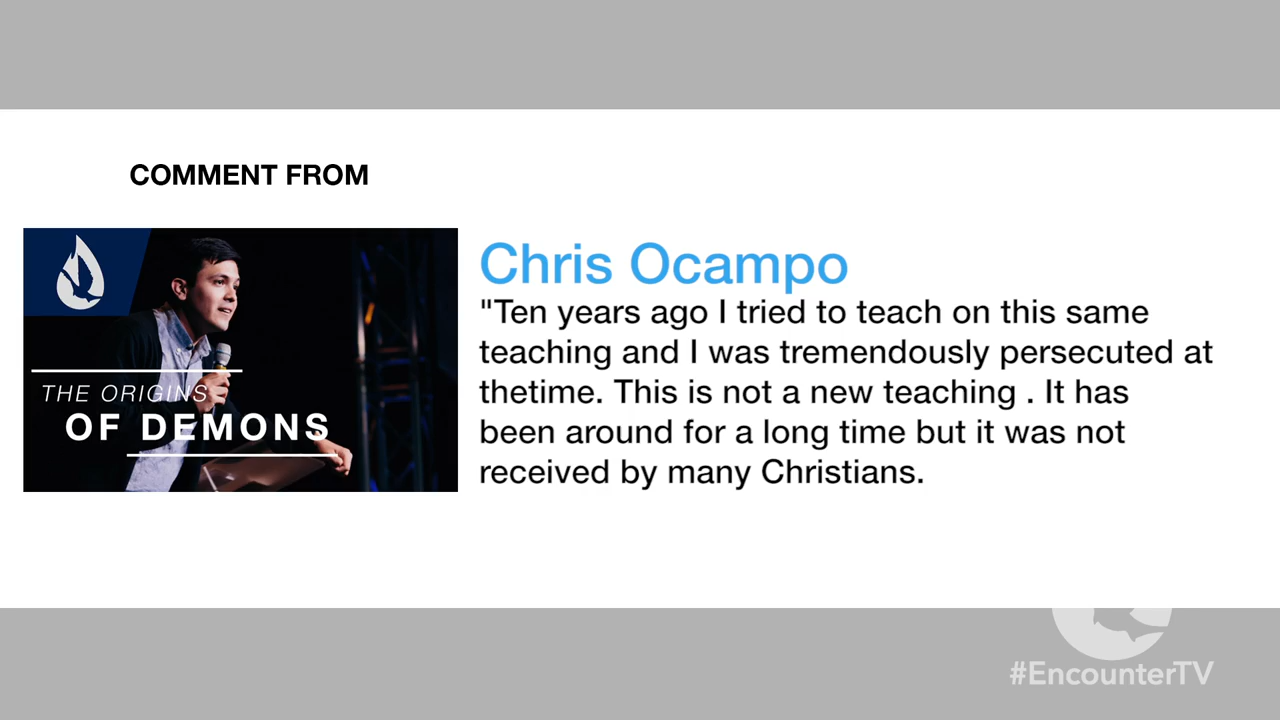 COMMENT FROM
THE ORIGINS
OF DEMONS
Chris Ocampo
"Ten years ago I tried to teach on this same
teaching and I was tremendously persecuted at
thetime. This is not a new teaching . It has
been around for a long time but it was not
received by many Christians.
#EncounterTV